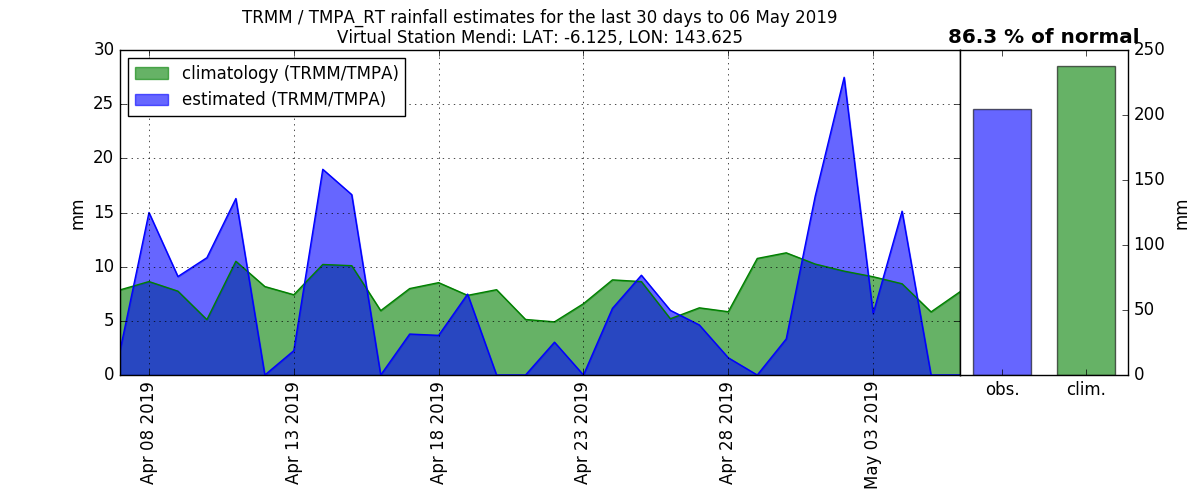 TRMM / TMPA_RT rainfall estimates for the last 30 days to 06 May 2019
Virtual Station Mendi: LAT: -6.125, LON: 143.625
86.3 % of normal
climatology (TRMM/TMPA)
estimated (TRMM/TMPA)
30
25
20
15
10
5
0
mm
Apr 08 2019
Apr 13 2019
Apr 18 2019
Apr 23 2019
Apr 28 2019
May 03 2019
250
200
150
100
50
0
mm
obs.
clim.